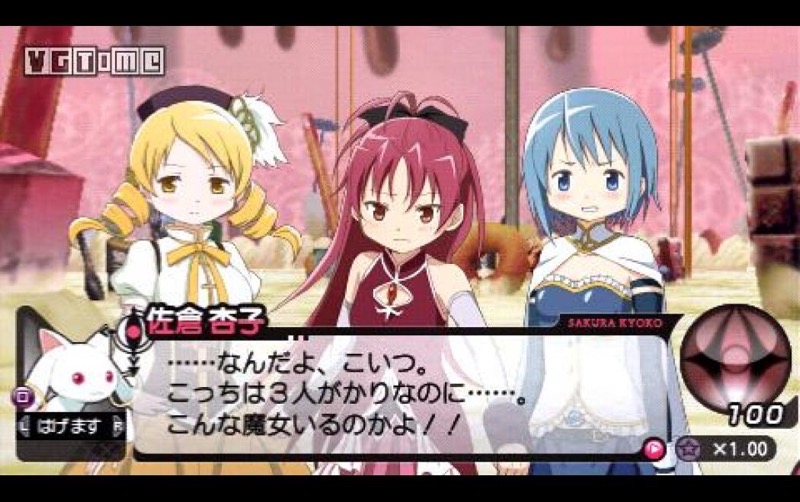 VGTIME
佐倉 杏子
SAKURA KYOKO
……なんだよ、こいつ。
こっちは３人がかりなのに……。
こんな魔女いるのかよ！！
L はげます R
100
×1.00